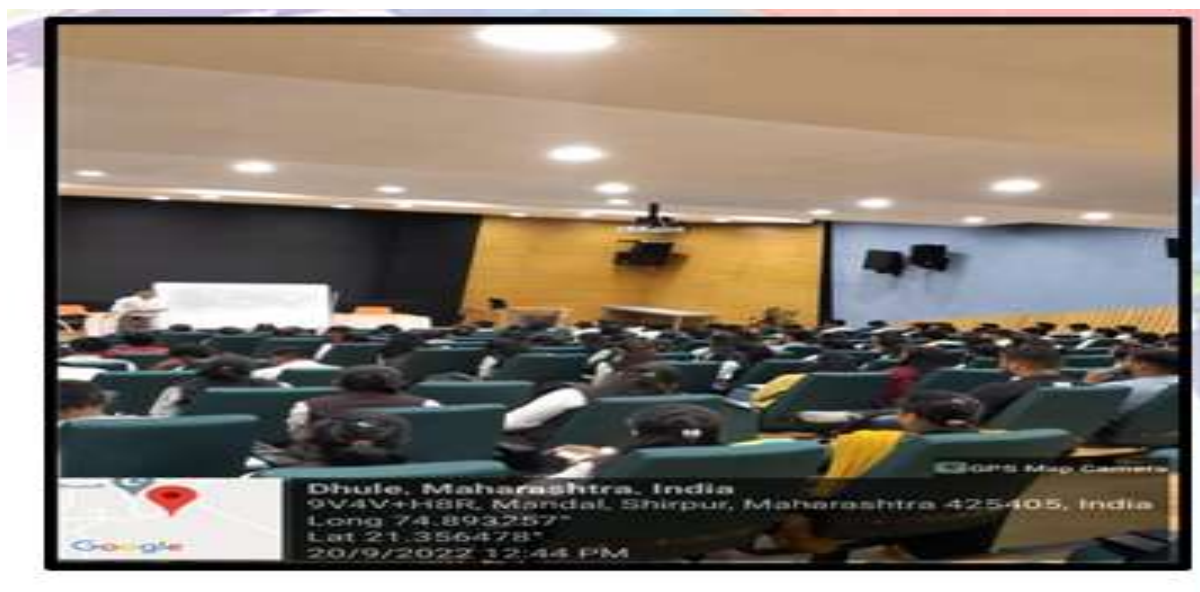 GPS Map Camera
Dhule, Maharashtra, India
9V4V+H8R, Mandal, Shirpur, Maharashtra 425405, India
Long 74.893257°
Lat 21.356478°
20/9/2022 12:44 PM
Google